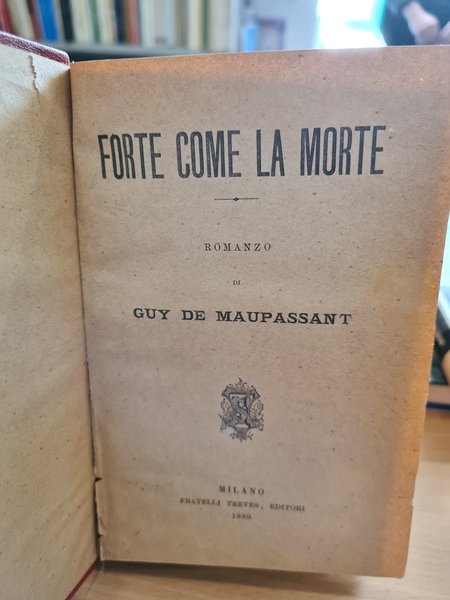 FORTE COME LA MORTE
ROMANZO
DI
GUY DE MAUPASSANT
MILANO
FRATELLI TREVES, EDITORI